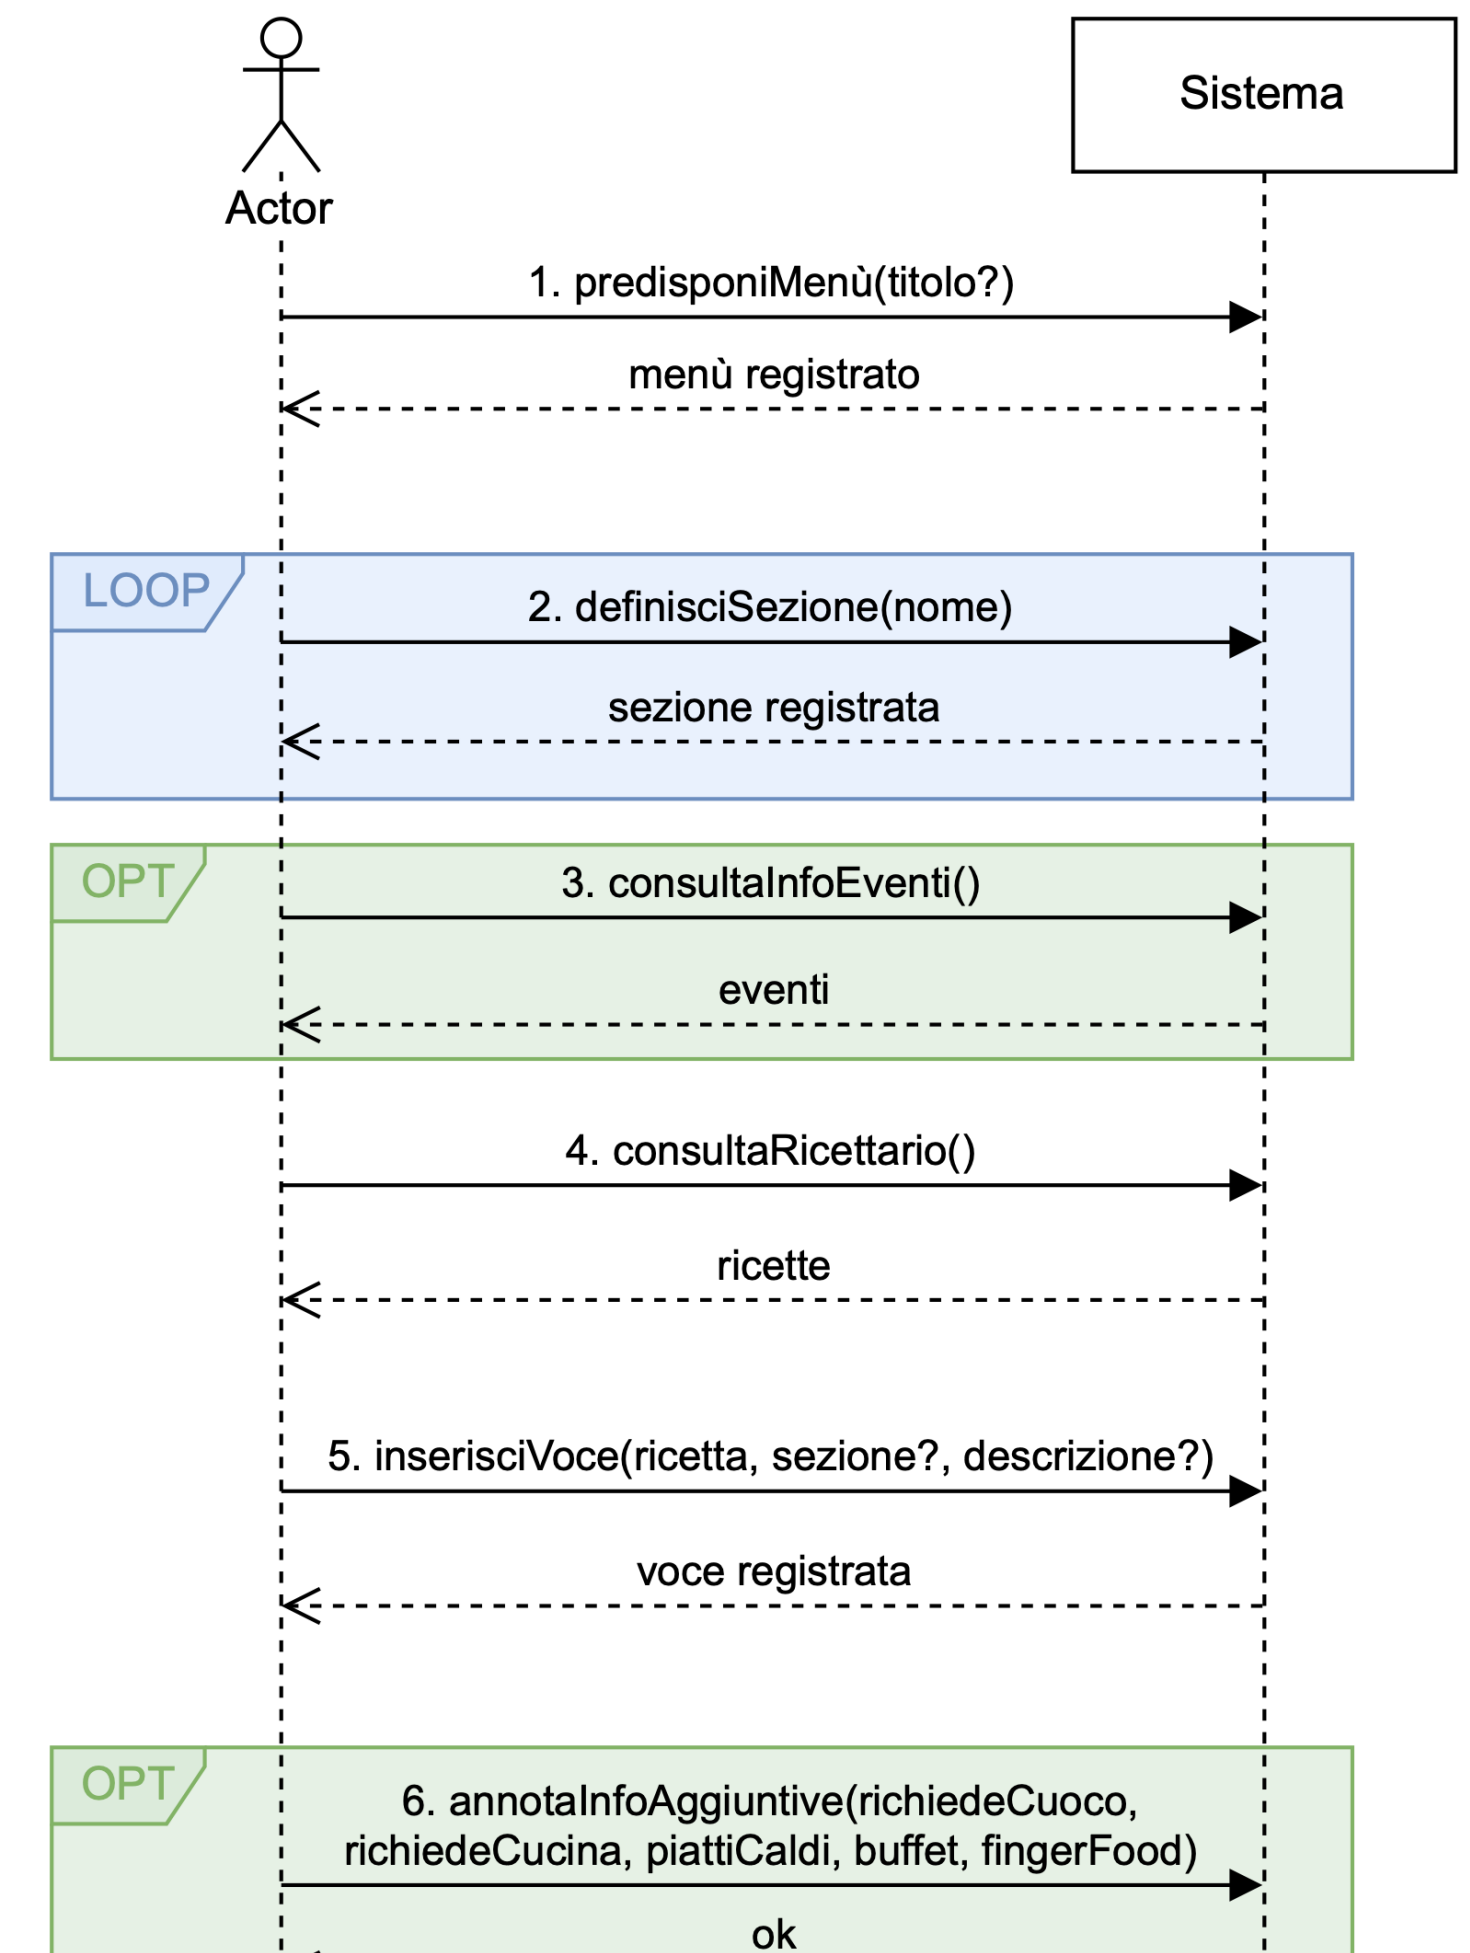 Sistema
Actor
1. predisponiMenù(titolo?)
menù registrato
LOOP
2. definisciSezione(nome)
sezione registrata
OPT
3. consultaInfoEventi()
eventi
4. consultaRicettario()
ricette
5. inserisciVoce(ricetta, sezione?, descrizione?)
voce registrata
OPT
6. annotaInfoAggiuntive(richiedeCuoco,
richiedeCucina, piattiCaldi, buffet, fingerFood)
ok